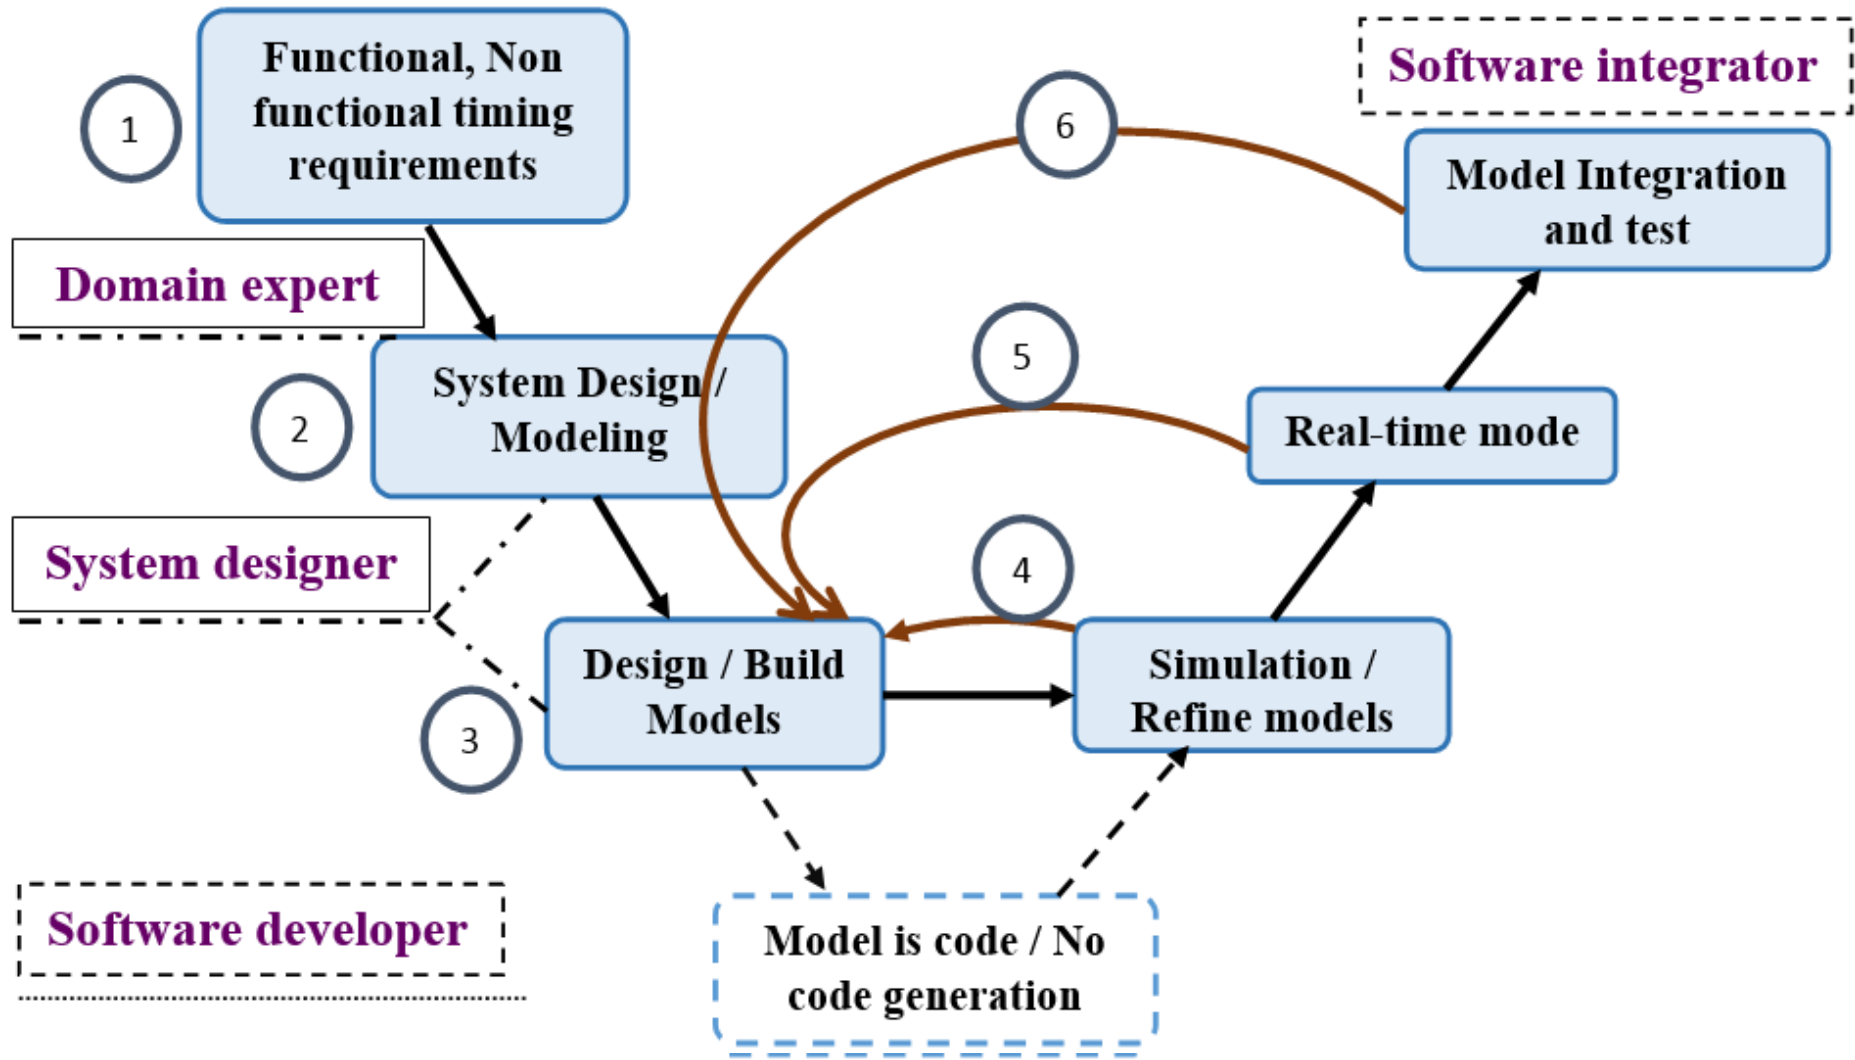 1
Functional, Non
functional timing
requirements
Domain expert
2
System Design /
Modeling
System designer
3
Design / Build
Models
Software developer
Model is code / No
code generation
4
Simulation /
Refine models
5
Real-time mode
6
Model Integration
and test
Software integrator